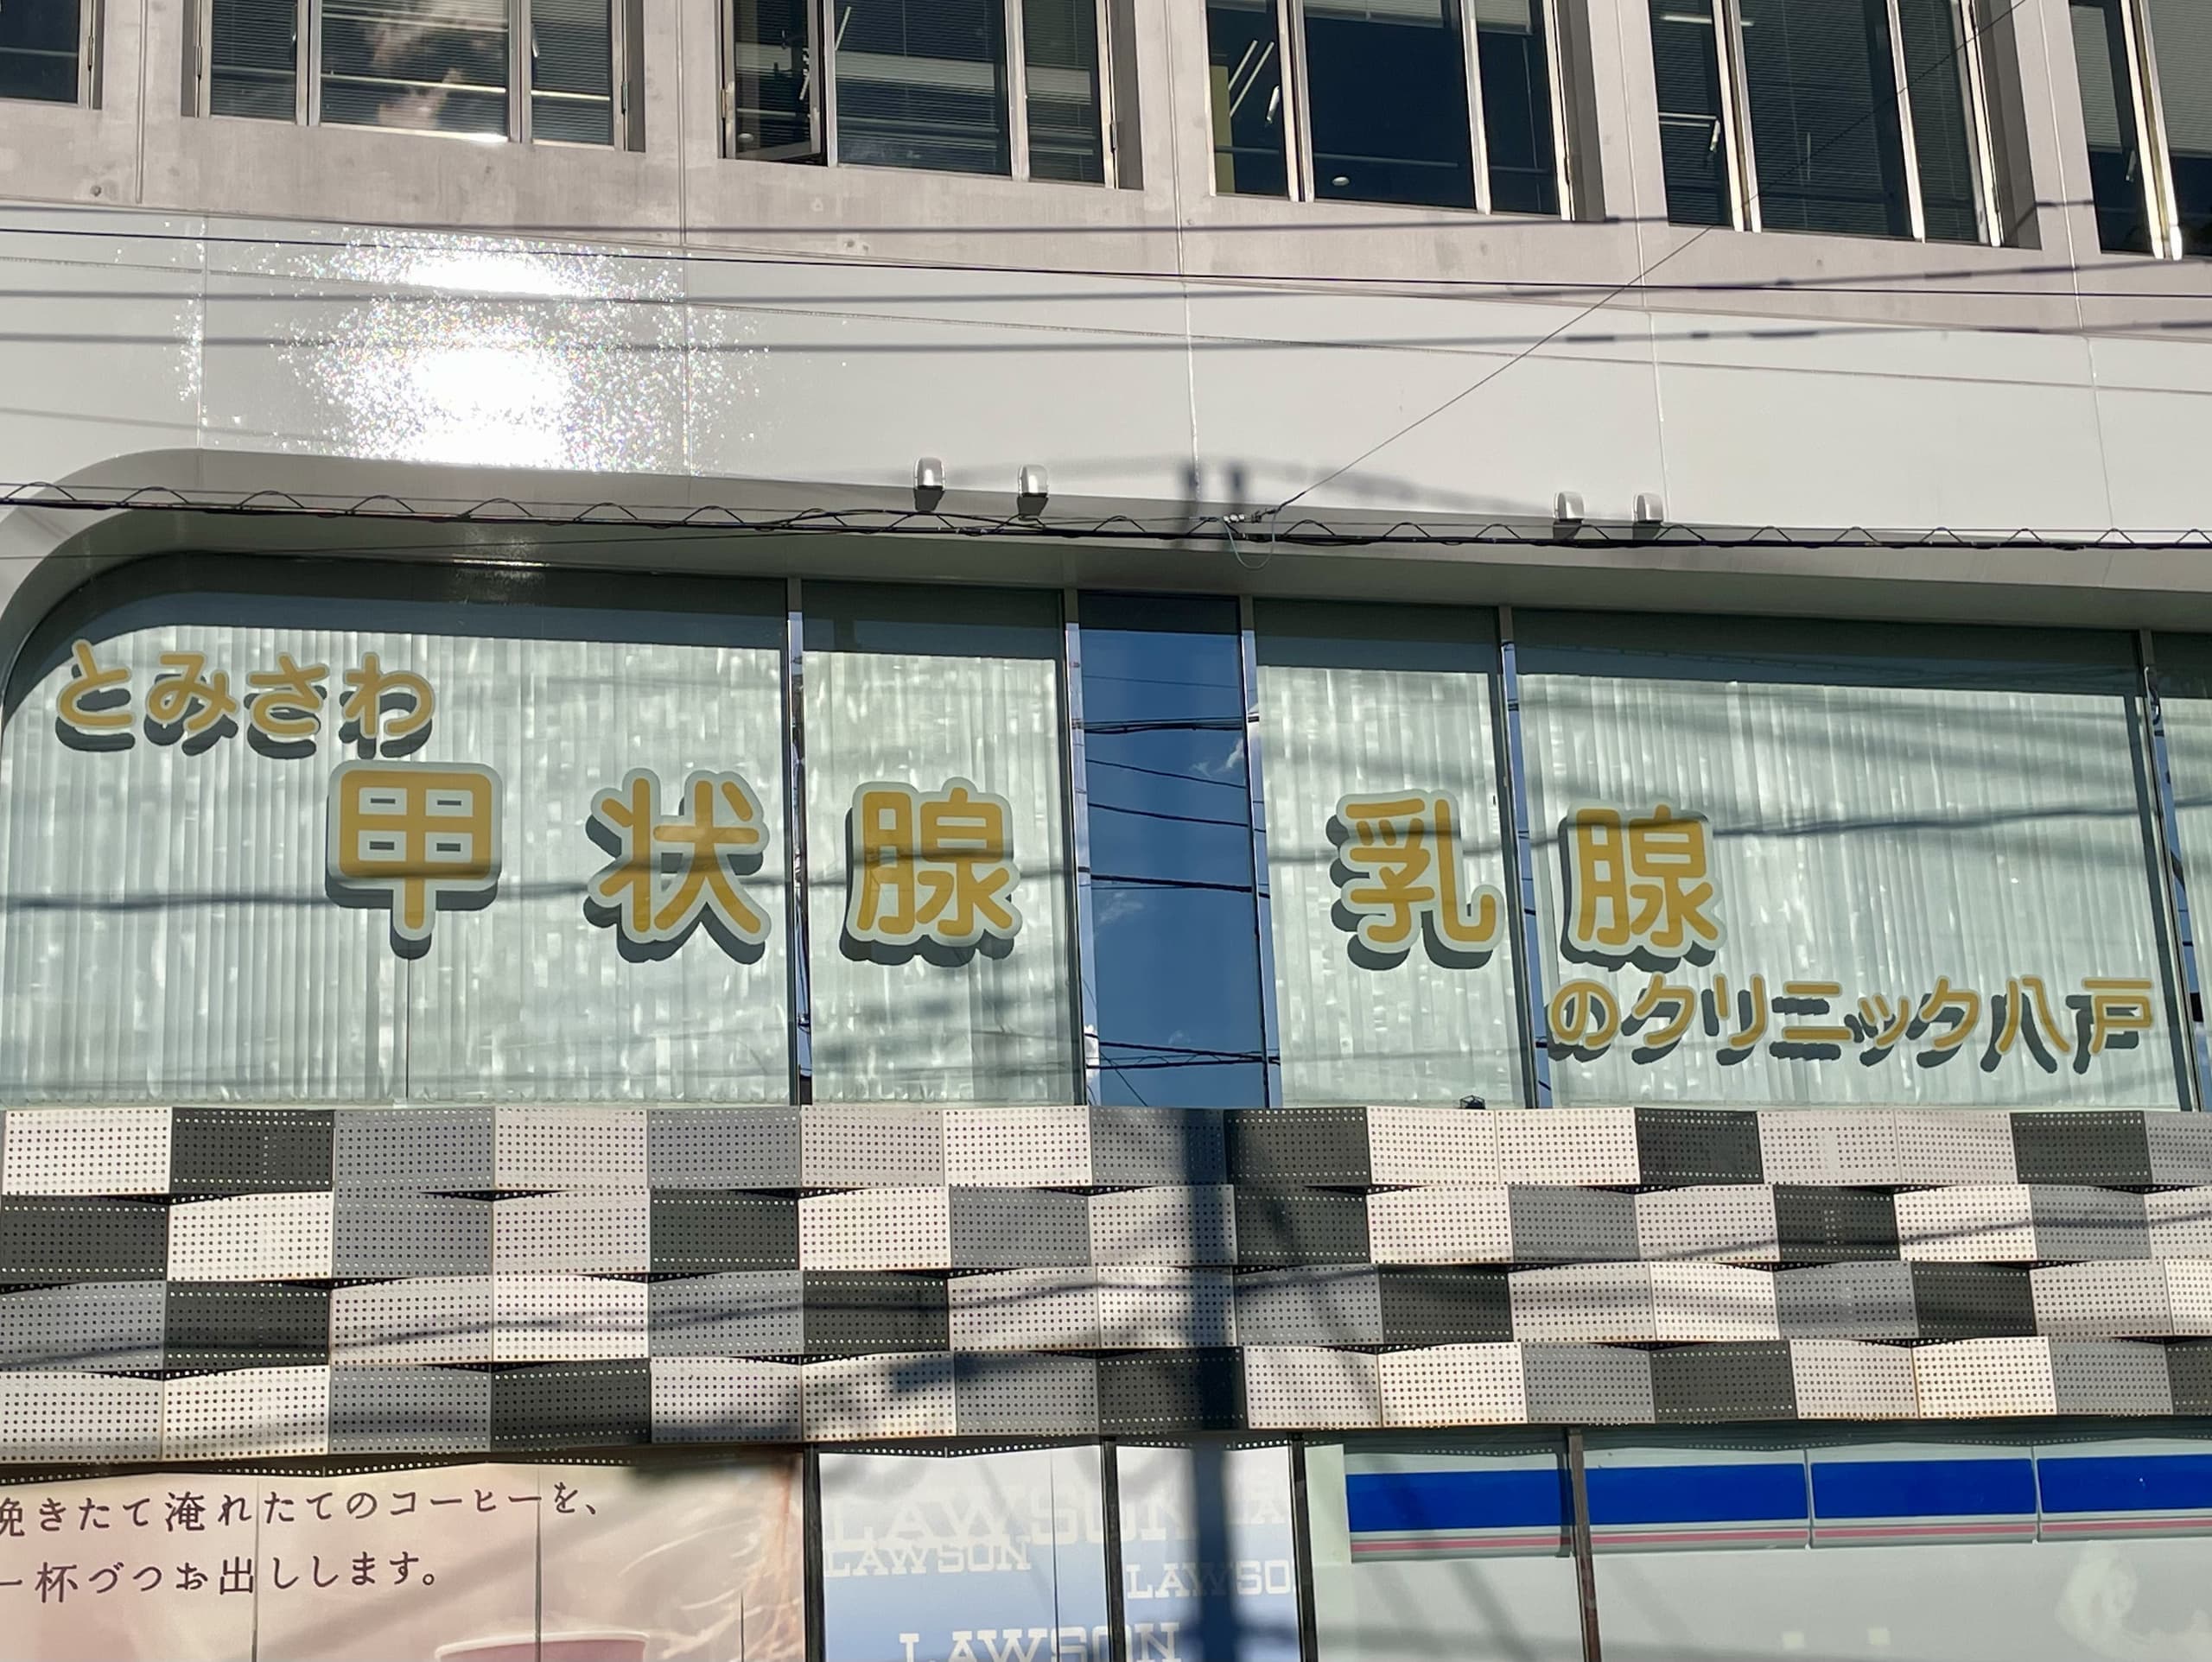 とみさわ
甲状腺 乳腺
のクリニック八戸
挽きたて淹れたてのコーヒーを、
一杯づつお出しします。
LAWSON
LAWSON
LAWSON